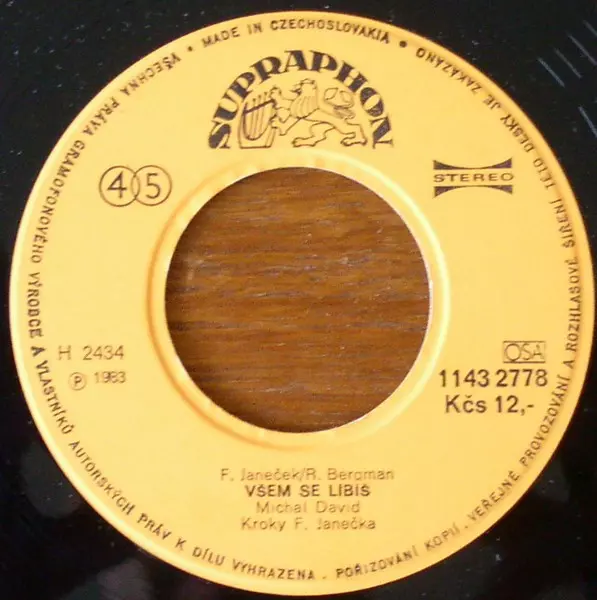 VŠECHNA PRÁVA GRAMOFONOVÉHO VÝROBCE A VLASTNÍKŮ AUTORSKÝCH PRÁV K DÍLU VYHRAZENA. POŘIZOVÁNÍ KOPIÍ. VEŘEJNÉ PROVOZOVÁNÍ A ROZHLASOVÉ ŠÍŘENÍ TÉTO DESKY JE ZAKÁZÁNO • MADE IN CZECHOSLOVAKIA •
SUPRAPHON
45
STEREO
H 2434
Ⓟ 1983
OSA
1143 2778
Kčs 12,-
F. Janeček/R. Bergman
VŠEM SE LÍBÍŠ
Michal David
Kroky F. Janečka